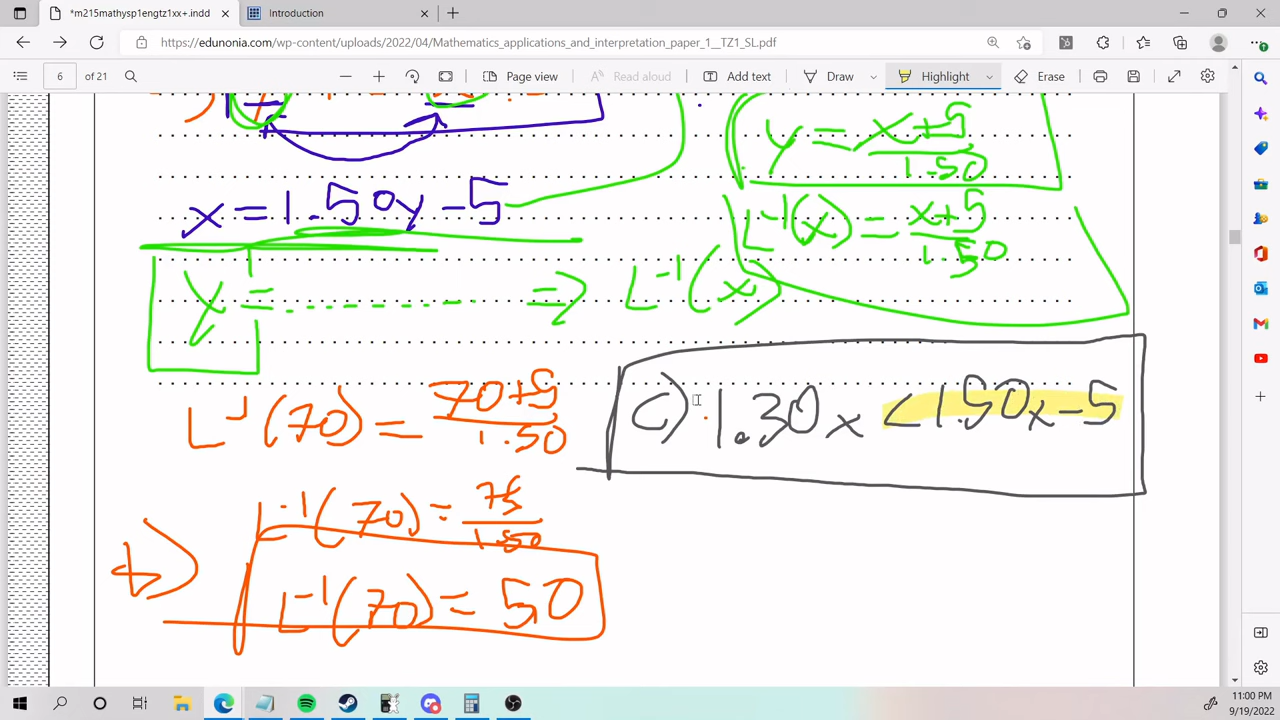 *m215mathysp1engtz1xx+.indd
Introduction
https://edunonia.com/wp-content/uploads/2022/04/Mathematics_applications_and_interpretation_paper_1__TZ1_SL.pdf
6 of 21
Page view
Read aloud
Add text
Draw
Highlight
Erase
y = x+5 / 1.50
x = 1.50y - 5
L⁻¹(x) = x+5 / 1.50
y = .............. => L⁻¹(x)
L⁻¹(70) = 70+5 / 1.50
c) 1.30x < 1.50x - 5
L⁻¹(70) = 75 / 1.50
b)
L⁻¹(70) = 50
11:00 PM
9/19/2022